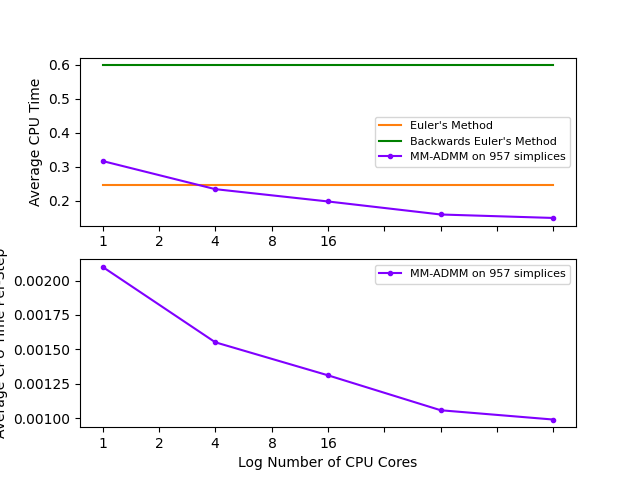 0.6
0.5
0.4
0.3
0.2
Average CPU Time
Euler's Method
Backwards Euler's Method
MM-ADMM on 957 simplices
1 2 4 8 16
0.00200
0.00175
0.00150
0.00125
0.00100
Average CPU Time Per-Step
MM-ADMM on 957 simplices
1 2 4 8 16
Log Number of CPU Cores